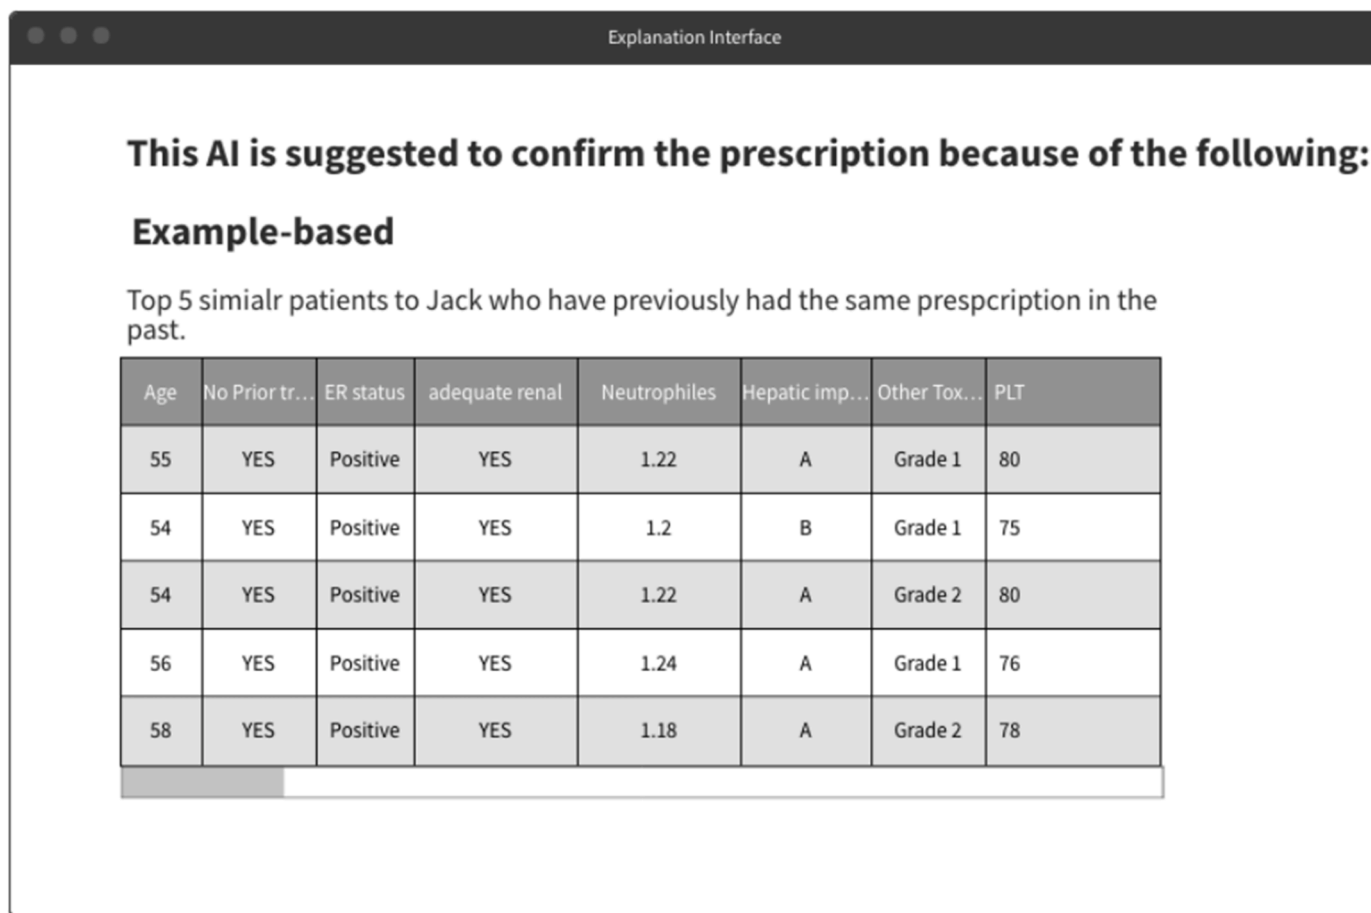 Explanation Interface
This AI is suggested to confirm the prescription because of the following:
Example-based
Top 5 simialr patients to Jack who have previously had the same prespcription in the
past.
Age No Prior tr... ER status adequate renal Neutrophiles Hepatic imp... Other Tox... PLT
55 YES Positive YES 1.22 A Grade 1 80
54 YES Positive YES 1.2 B Grade 1 75
54 YES Positive YES 1.22 A Grade 2 80
56 YES Positive YES 1.24 A Grade 1 76
58 YES Positive YES 1.18 A Grade 2 78